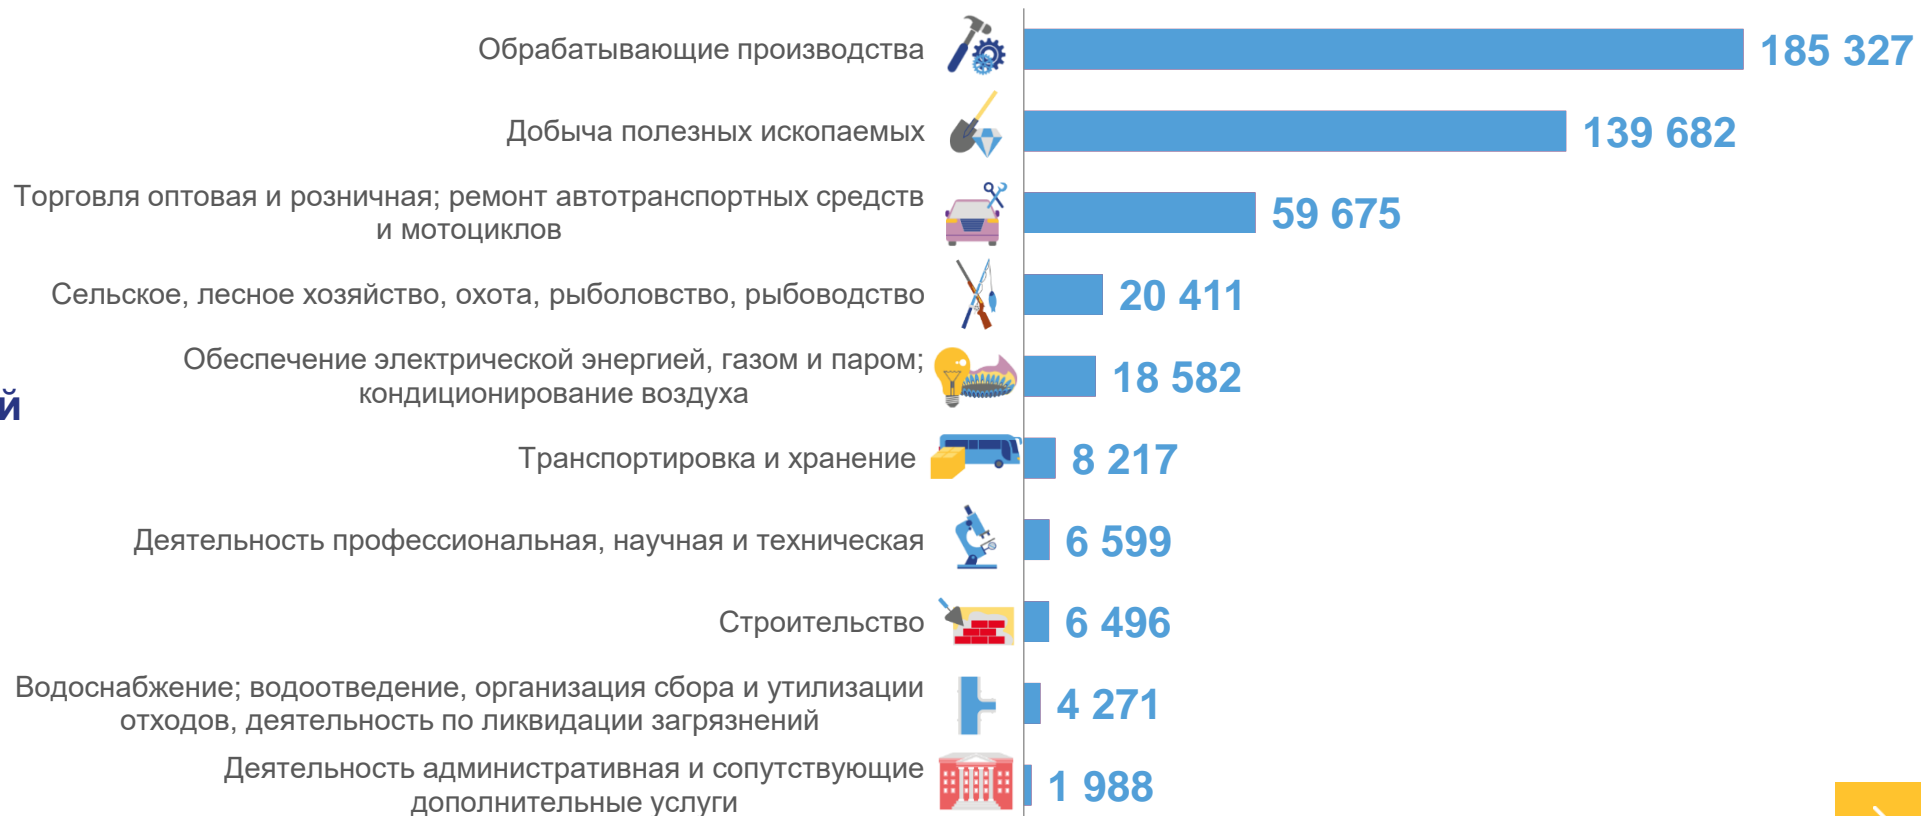 Обрабатывающие производства
185 327
Добыча полезных ископаемых
139 682
Торговля оптовая и розничная; ремонт автотранспортных средств
и мотоциклов
59 675
Сельское, лесное хозяйство, охота, рыболовство, рыбоводство
20 411
Обеспечение электрической энергией, газом и паром;
кондиционирование воздуха
18 582
й
Транспортировка и хранение
8 217
Деятельность профессиональная, научная и техническая
6 599
Строительство
6 496
Водоснабжение; водоотведение, организация сбора и утилизации
отходов, деятельность по ликвидации загрязнений
4 271
Деятельность административная и сопутствующие
дополнительные услуги
1 988